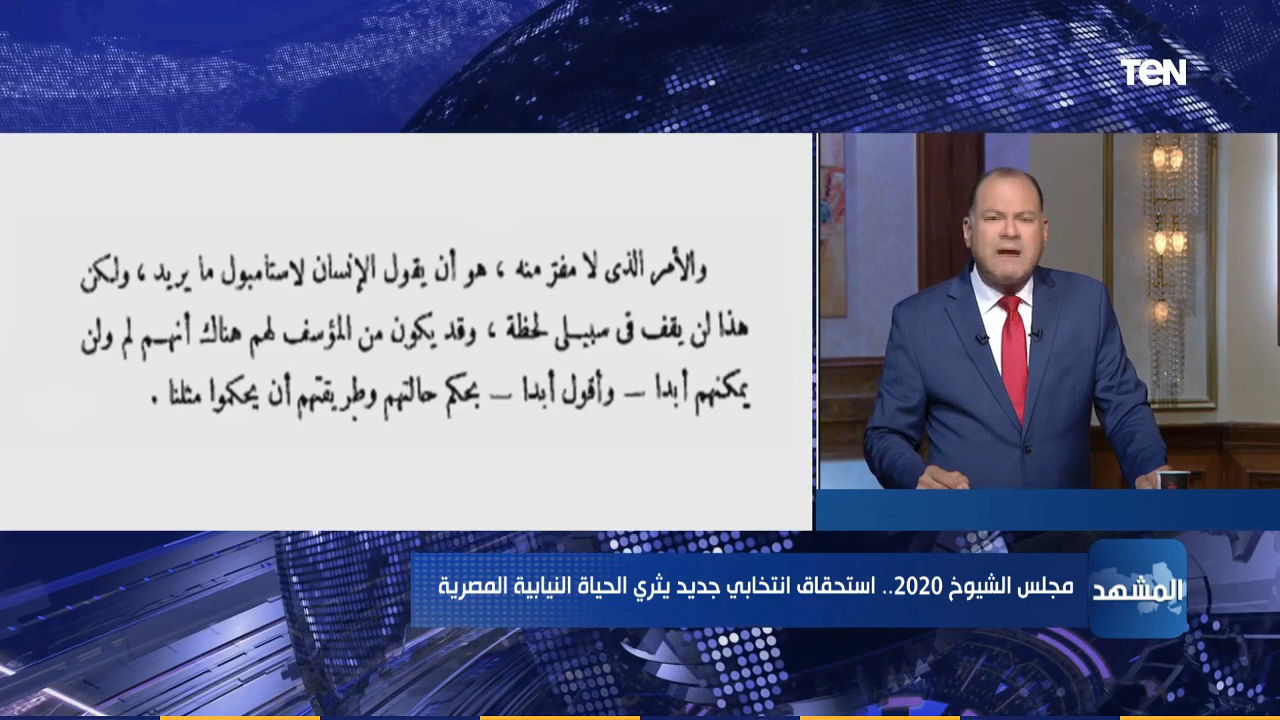 TEN
والأمر الذى لا مفرّ منه ، هو أن يقول الإنسان لاستامبول ما يريد ، ولكن
هذا لن يقف فى سبيــلى لحظة ، وقد يكون من المؤسف لهم هناك أنهــم لم ولن
يمكنهم أبدا — وأقول أبدا — بحكم حالتهم وطريقتهم أن يحكموا مثلنا .
المشهد
مجلس الشيوخ 2020.. استحقاق انتخابي جديد يثري الحياة النيابية المصرية